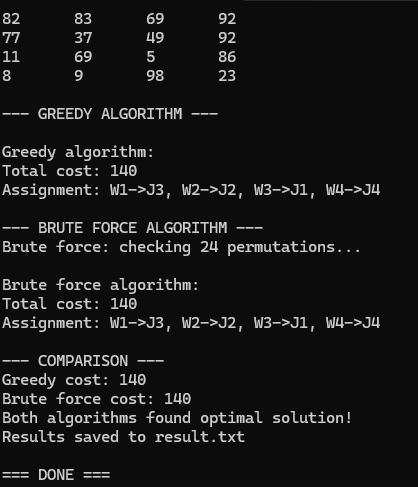 82 83 69 92
77 37 49 92
11 69 5 86
8 9 98 23
--- GREEDY ALGORITHM ---
Greedy algorithm:
Total cost: 140
Assignment: W1->J3, W2->J2, W3->J1, W4->J4
--- BRUTE FORCE ALGORITHM ---
Brute force: checking 24 permutations...
Brute force algorithm:
Total cost: 140
Assignment: W1->J3, W2->J2, W3->J1, W4->J4
--- COMPARISON ---
Greedy cost: 140
Brute force cost: 140
Both algorithms found optimal solution!
Results saved to result.txt
=== DONE ===